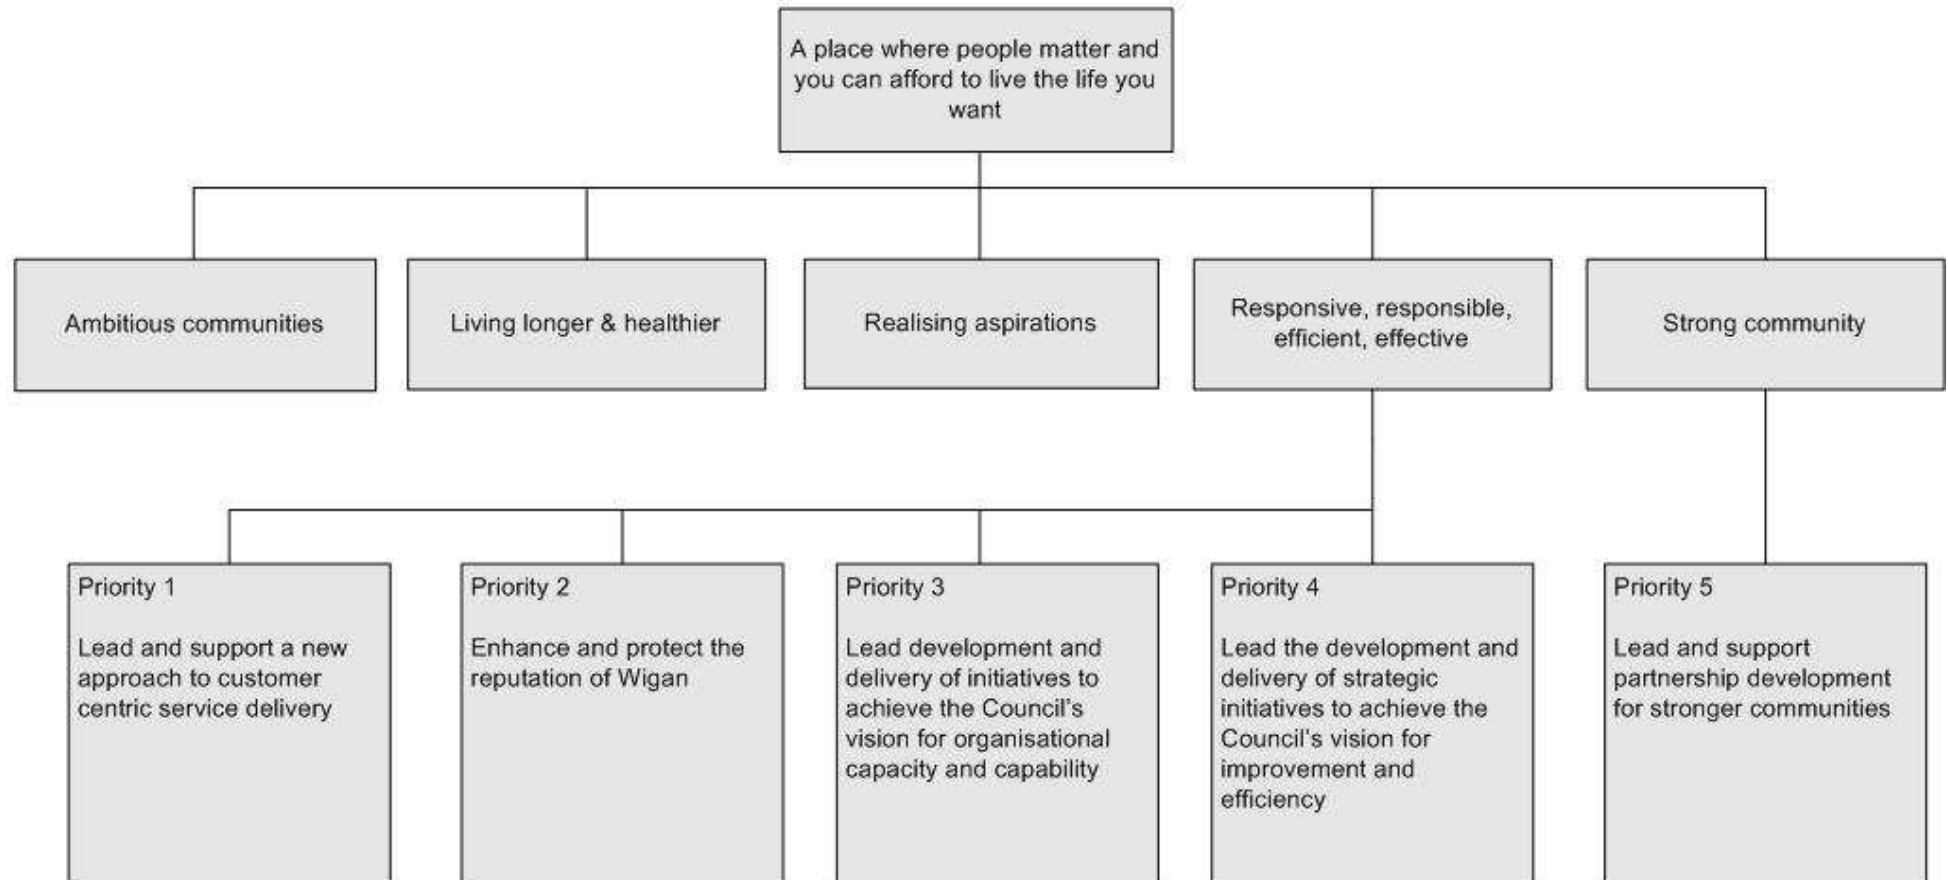 A place where people matter and
you can afford to live the life you
want
Ambitious communities
Living longer & healthier
Realising aspirations
Responsive, responsible,
efficient, effective
Strong community
Priority 1
Lead and support a new
approach to customer
centric service delivery
Priority 2
Enhance and protect the
reputation of Wigan
Priority 3
Lead development and
delivery of initiatives to
achieve the Council's
vision for organisational
capacity and capability
Priority 4
Lead the development and
delivery of strategic
initiatives to achieve the
Council's vision for
improvement and
efficiency
Priority 5
Lead and support
partnership development
for stronger communities